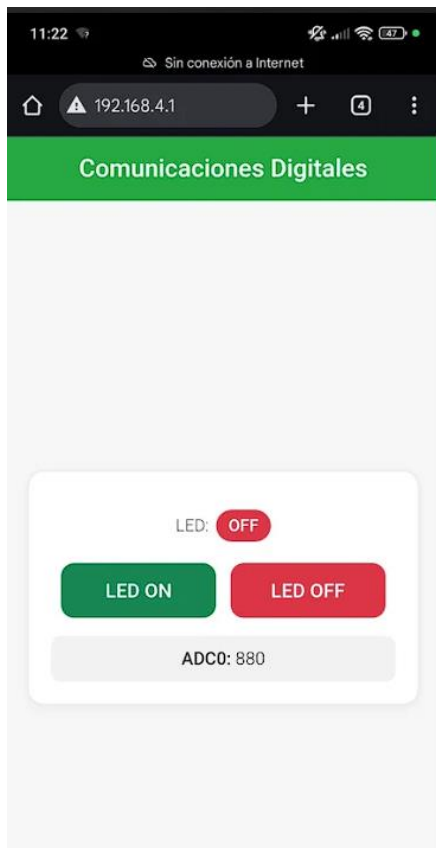 11:22 47
Sin conexión a Internet
192.168.4.1 4
Comunicaciones Digitales
LED: OFF
LED ON LED OFF
ADC0: 880